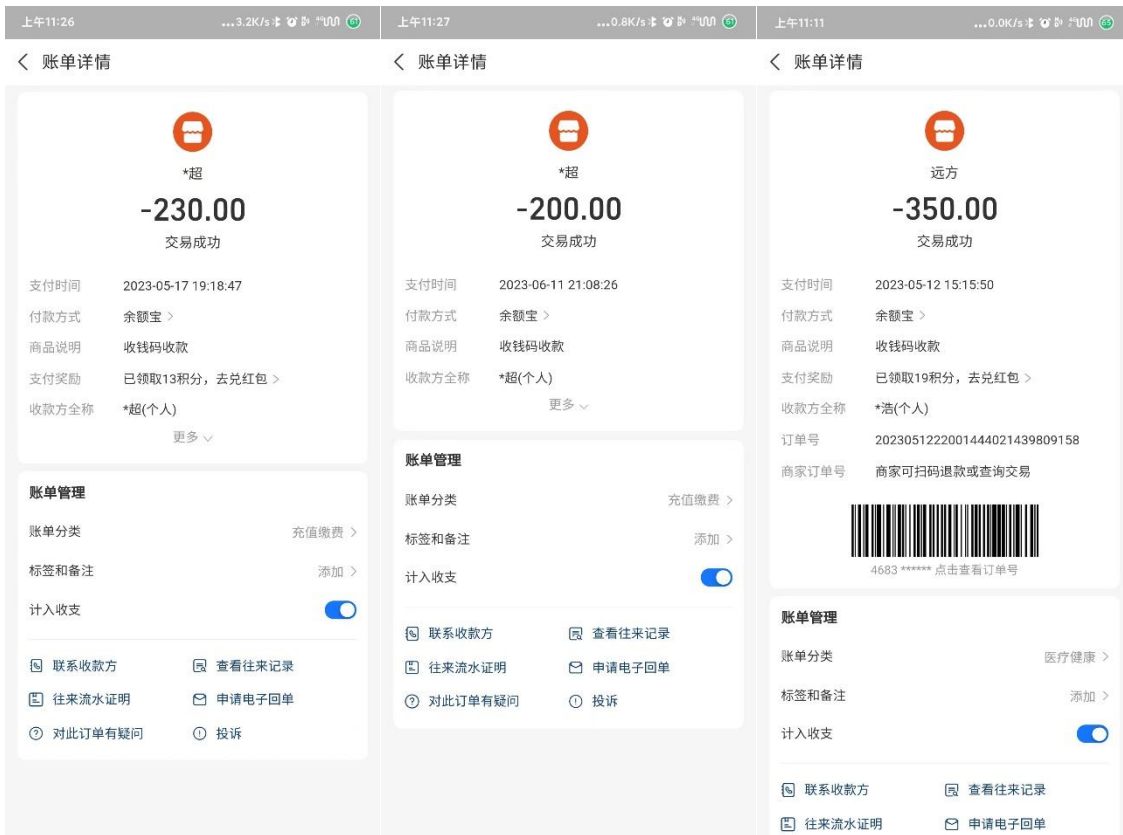 上午11:26
...3.2K/s
61
账单详情
*超
-230.00
交易成功
支付时间 2023-05-17 19:18:47
付款方式 余额宝
商品说明 收钱码收款
支付奖励 已领取13积分，去兑红包
收款方全称 *超(个人)
更多
账单管理
账单分类 充值缴费
标签和备注 添加
计入收支
联系收款方 查看往来记录
往来流水证明 申请电子回单
对此订单有疑问 投诉
上午11:27
...0.8K/s
61
账单详情
*超
-200.00
交易成功
支付时间 2023-06-11 21:08:26
付款方式 余额宝
商品说明 收钱码收款
收款方全称 *超(个人)
更多
账单管理
账单分类 充值缴费
标签和备注 添加
计入收支
联系收款方 查看往来记录
往来流水证明 申请电子回单
对此订单有疑问 投诉
上午11:11
...0.0K/s
账单详情
远方
-350.00
交易成功
支付时间 2023-05-12 15:15:50
付款方式 余额宝
商品说明 收钱码收款
支付奖励 已领取19积分，去兑红包
收款方全称 *浩(个人)
订单号 20230512220014440214398​09158
商家订单号 商家可扫码退款或查询交易
4683 ****** 点击查看订单号
账单管理
账单分类 医疗健康
标签和备注 添加
计入收支
联系收款方 查看往来记录
往来流水证明 申请电子回单